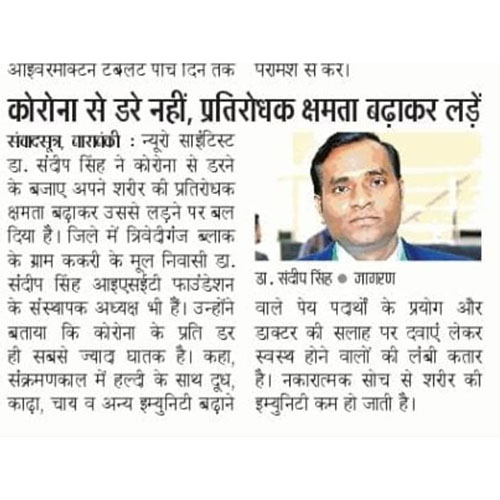 आइवरमोक्टिन टैबलेट पांच दिन तक
परामर्श से करें।
कोरोना से डरे नहीं, प्रतिरोधक क्षमता बढ़ाकर लड़ें
संवादसूत्र, बाराबंकी : न्यूरो साइंटिस्ट
डा. संदीप सिंह ने कोरोना से डरने
के बजाए अपने शरीर की प्रतिरोधक
क्षमता बढ़ाकर उससे लड़ने पर बल
दिया है। जिले में त्रिवेदीगंज ब्लाक
के ग्राम ककरी के मूल निवासी डा.
संदीप सिंह आइएसईटी फाउंडेशन
के संस्थापक अध्यक्ष भी हैं। उन्होंने
बताया कि कोरोना के प्रति डर
ही सबसे ज्याद घातक है। कहा,
संक्रमणकाल में हल्दी के साथ दूध,
काढ़ा, चाय व अन्य इम्युनिटी बढ़ाने
डा. संदीप सिंह ● जागरण
वाले पेय पदार्थों के प्रयोग और
डाक्टर की सलाह पर दवाएं लेकर
स्वस्थ होने वालों की लंबी कतार
है। नकारात्मक सोच से शरीर की
इम्युनिटी कम हो जाती है।